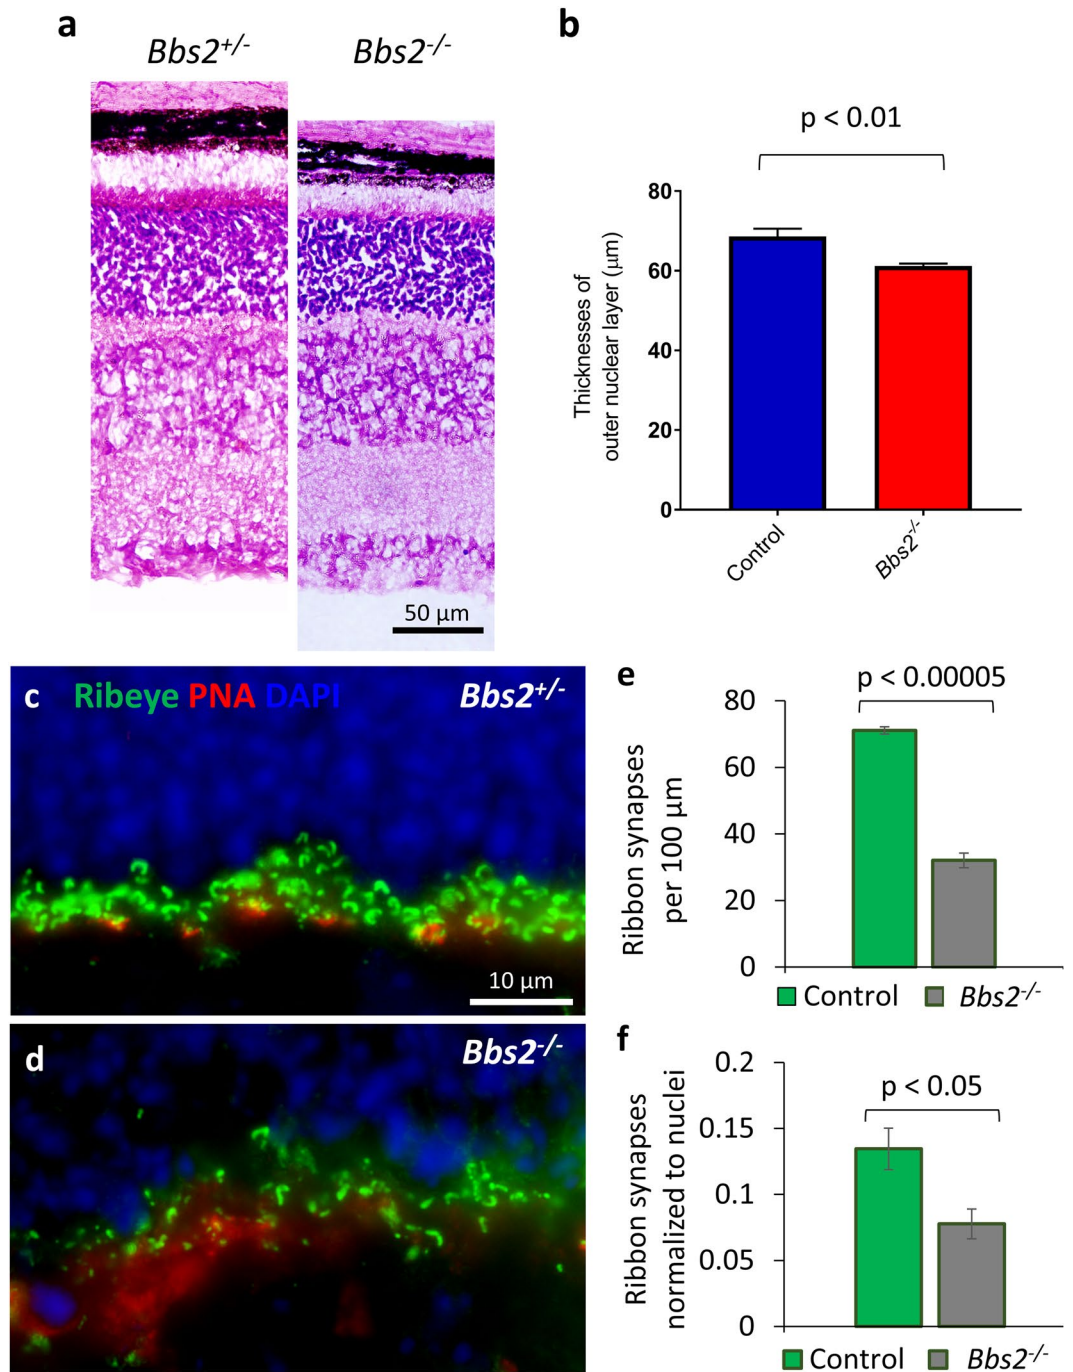 a
Bbs2+/-
Bbs2-/-
50 μm
b
p < 0.01
Thicknesses of
outer nuclear layer (μm)
80
60
40
20
0
Control
Bbs2-/-
c
Ribeye PNA DAPI
Bbs2+/-
10 μm
d
Bbs2-/-
e
p < 0.00005
Ribbon synapses
per 100 μm
80
60
40
20
0
Control
Bbs2-/-
f
p < 0.05
Ribbon synapses
normalized to nuclei
0.2
0.15
0.1
0.05
0
Control
Bbs2-/-